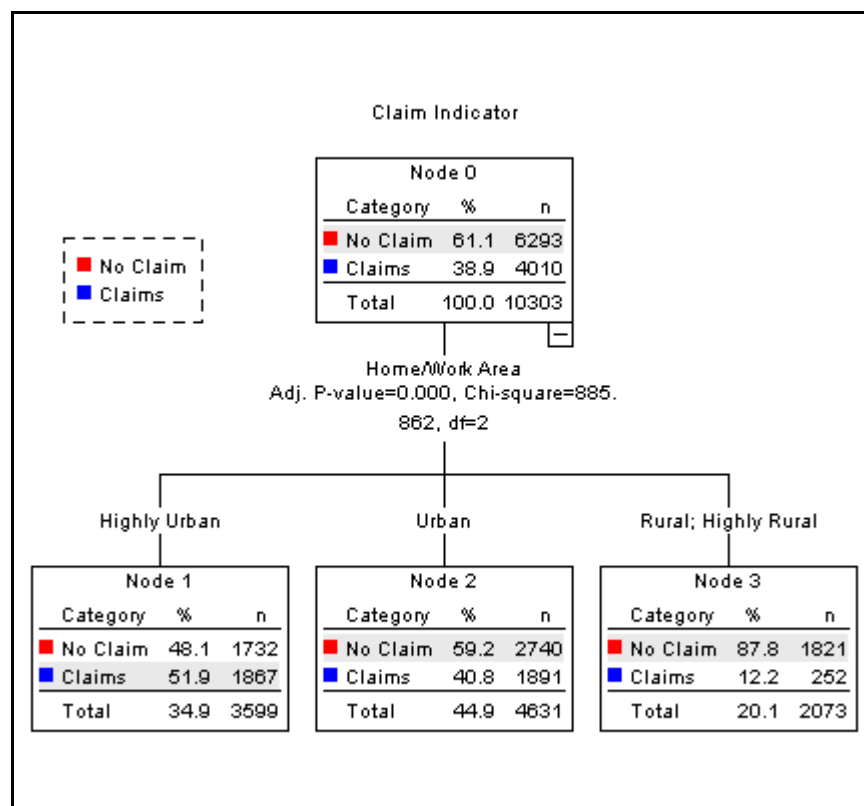 Claim Indicator
Node 0
Category % n
No Claim 61.1 6293
Claims 38.9 4010
Total 100.0 10303
No Claim
Claims
Home/Work Area
Adj. P-value=0.000, Chi-square=885.
862, df=2
Highly Urban
Urban
Rural; Highly Rural
Node 1
Category % n
No Claim 48.1 1732
Claims 51.9 1867
Total 34.9 3599
Node 2
Category % n
No Claim 59.2 2740
Claims 40.8 1891
Total 44.9 4631
Node 3
Category % n
No Claim 87.8 1821
Claims 12.2 252
Total 20.1 2073